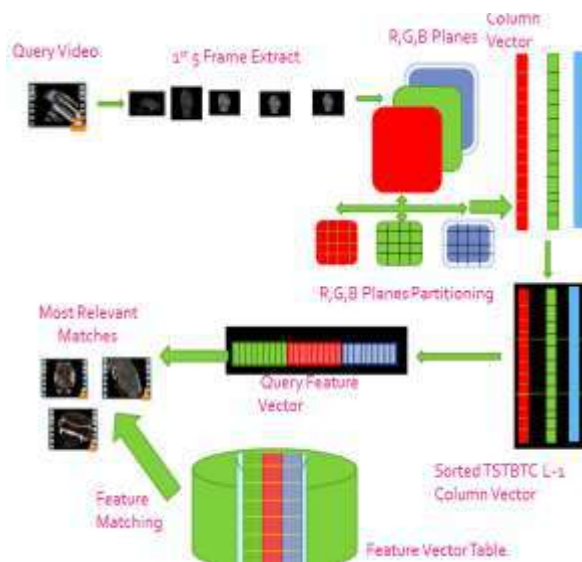 Query Video
1st 5 Frame Extract
R,G,B Planes
Column
Vector
R,G,B Planes Partitioning
Most Relevant
Matches
Query Feature
Vector
Sorted TSTBTC L-1
Column Vector
Feature
Matching
Feature Vector Table.